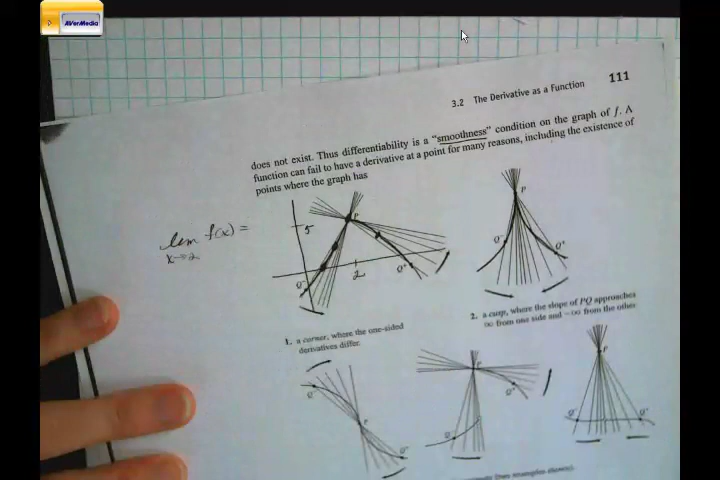 AVerMedia
3.2 The Derivative as a Function 111
does not exist. Thus differentiability is a "smoothness" condition on the graph of f. A
function can fail to have a derivative at a point for many reasons, including the existence of
points where the graph has
lim f(x) =
x→2
5
2
P
Q⁻
Q⁺
P
Q⁻
Q⁺
1. a corner, where the one-sided
derivatives differ.
2. a cusp, where the slope of PQ approaches
∞ from one side and −∞ from the other
Q⁻
P
Q⁺
P
Q⁺
Q⁻
P
Q⁻
Q⁺